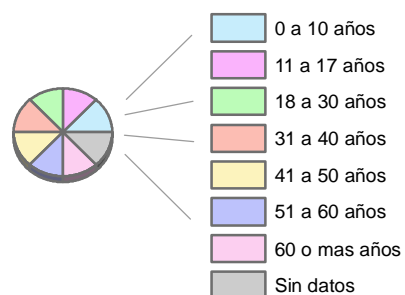 0 a 10 años
11 a 17 años
18 a 30 años
31 a 40 años
41 a 50 años
51 a 60 años
60 o mas años
Sin datos